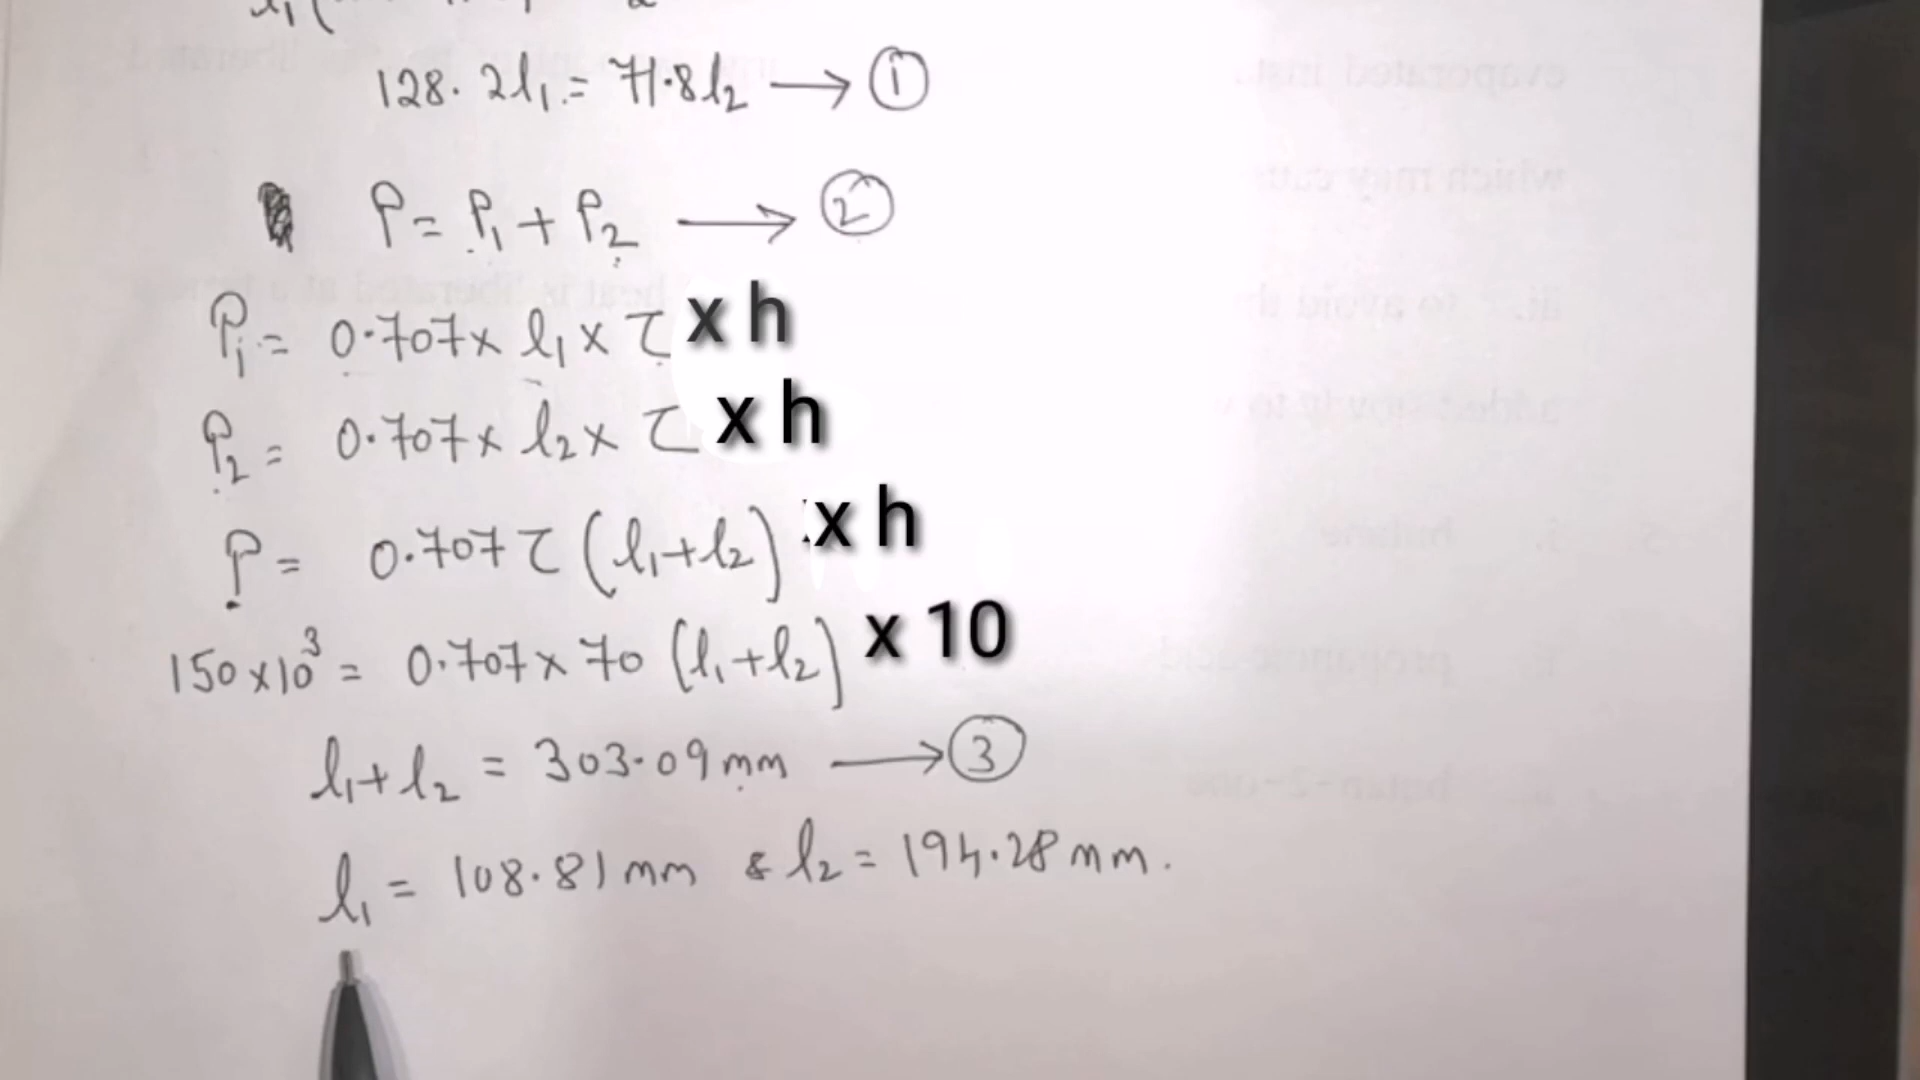 128.2l₁ = 71.8l₂ → ①
P = P₁ + P₂ → ②
P₁ = 0.707 x l₁ x τ x h
P₂ = 0.707 x l₂ x τ x h
P = 0.707 τ (l₁+l₂) x h
150 x 10³ = 0.707 x 70 (l₁+l₂) x 10
l₁+l₂ = 303.09 mm → ③
l₁ = 108.81 mm & l₂ = 194.28 mm.